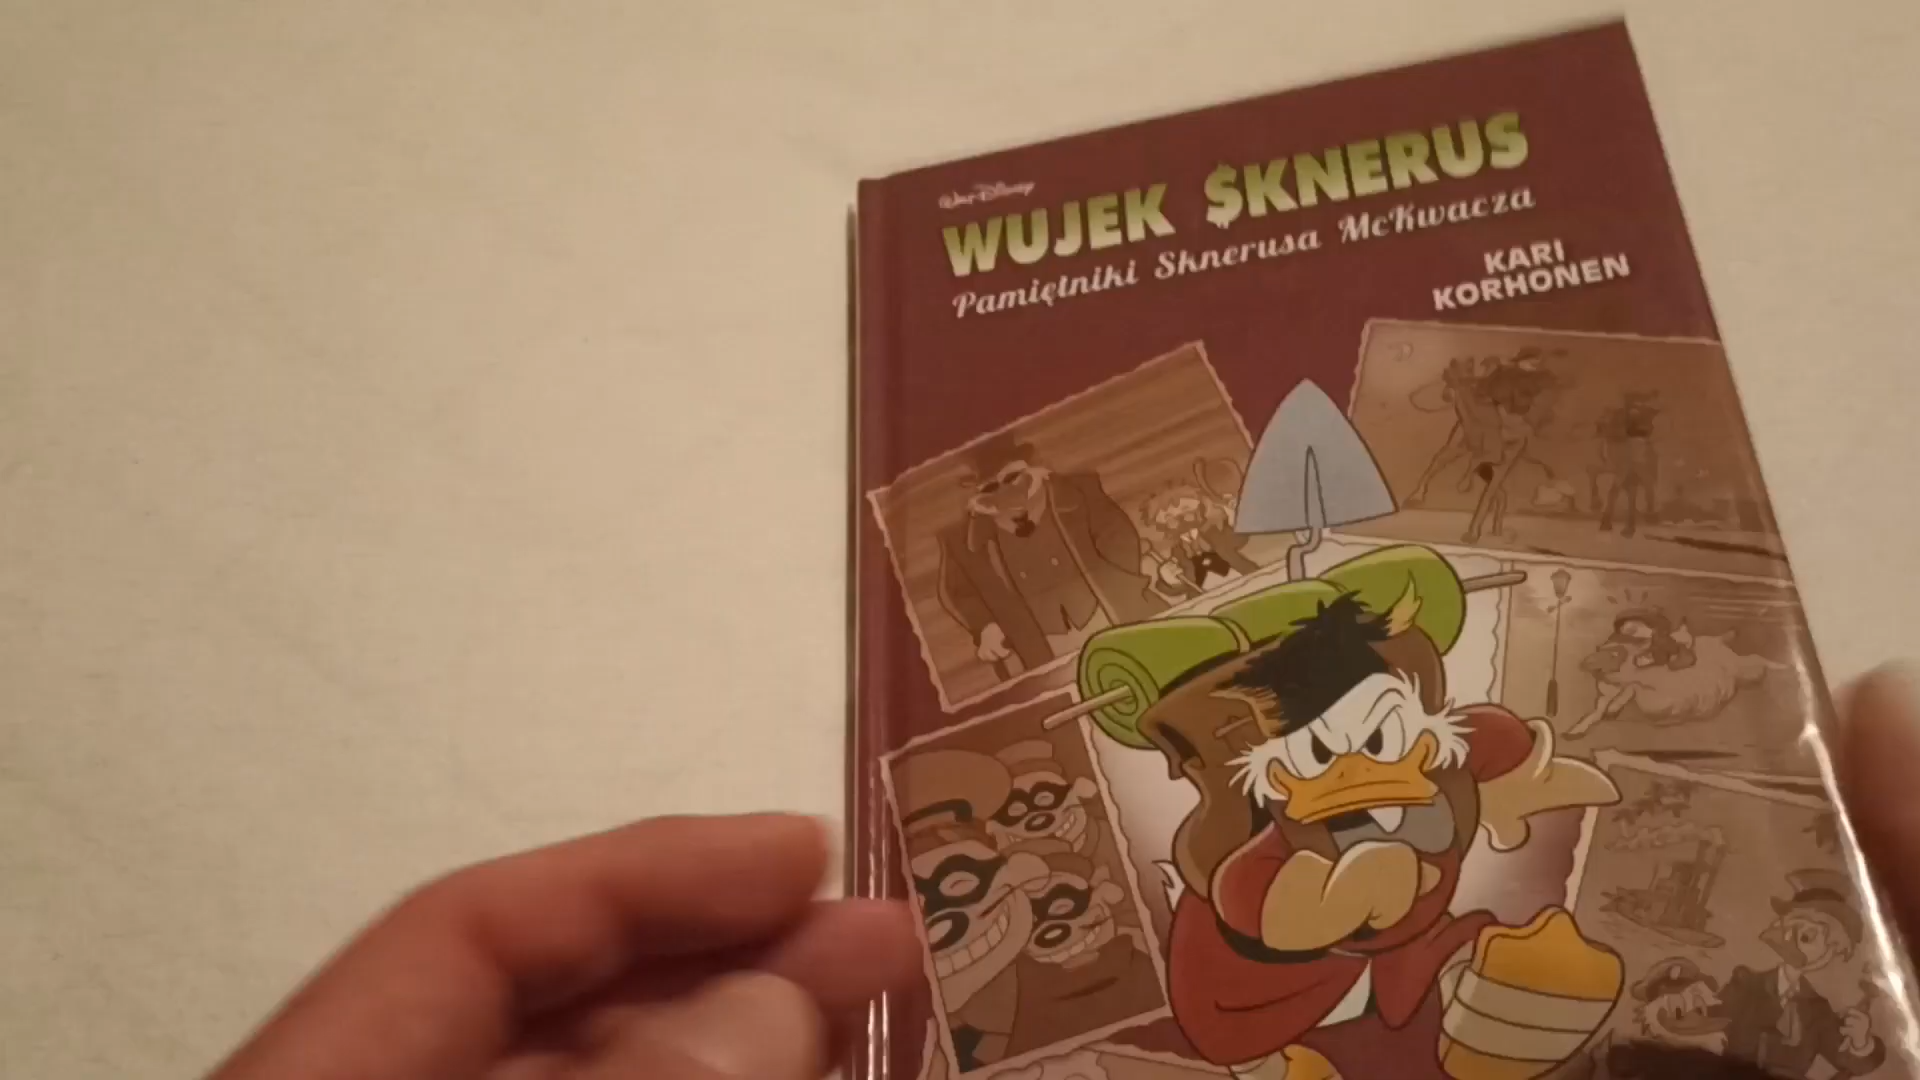 Walt Disney
WUJEK $KNERUS
Pamiętniki Sknerusa McKwacza
KARI
KORHONEN